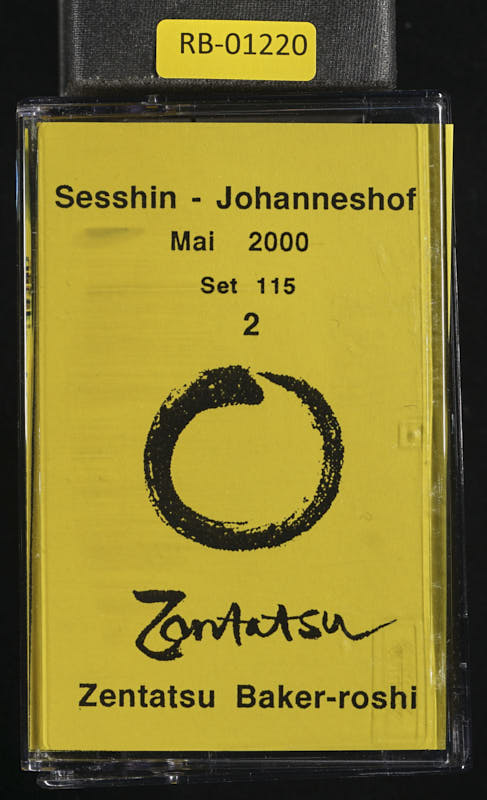 RB-01220
Sesshin - Johanneshof
Mai 2000
Set 115
2
Zentatsu
Zentatsu Baker-roshi